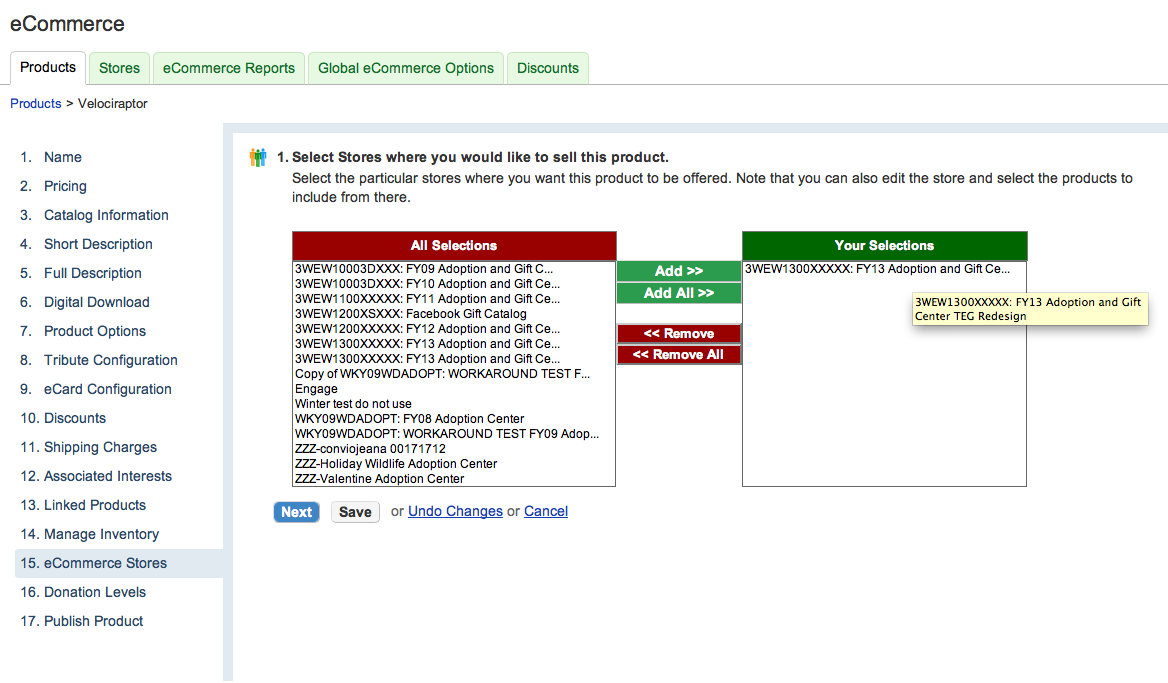 eCommerce
Products
Stores
eCommerce Reports
Global eCommerce Options
Discounts
Products > Velociraptor
1. Name
2. Pricing
3. Catalog Information
4. Short Description
5. Full Description
6. Digital Download
7. Product Options
8. Tribute Configuration
9. eCard Configuration
10. Discounts
11. Shipping Charges
12. Associated Interests
13. Linked Products
14. Manage Inventory
15. eCommerce Stores
16. Donation Levels
17. Publish Product
1. Select Stores where you would like to sell this product.
Select the particular stores where you want this product to be offered. Note that you can also edit the store and select the products to
include from there.
All Selections
3WEW10003DXXX: FY09 Adoption and Gift C...
3WEW10003DXXX: FY10 Adoption and Gift Ce...
3WEW1100XXXXX: FY11 Adoption and Gift Ce...
3WEW1200XSXXX: Facebook Gift Catalog
3WEW1200XXXXX: FY12 Adoption and Gift Ce...
3WEW1300XXXXX: FY13 Adoption and Gift Ce...
3WEW1300XXXXX: FY13 Adoption and Gift Ce...
Copy of WKY09WDADOPT: WORKAROUND TEST F...
Engage
Winter test do not use
WKY09WDADOPT: FY08 Adoption Center
WKY09WDADOPT: WORKAROUND TEST FY09 Adop...
ZZZ-conviojeana 00171712
ZZZ-Holiday Wildlife Adoption Center
ZZZ-Valentine Adoption Center
Add >>
Add All >>
<< Remove
<< Remove All
Your Selections
3WEW1300XXXXX: FY13 Adoption and Gift Ce...
3WEW1300XXXXX: FY13 Adoption and Gift
Center TEG Redesign
Next
Save
or Undo Changes or Cancel